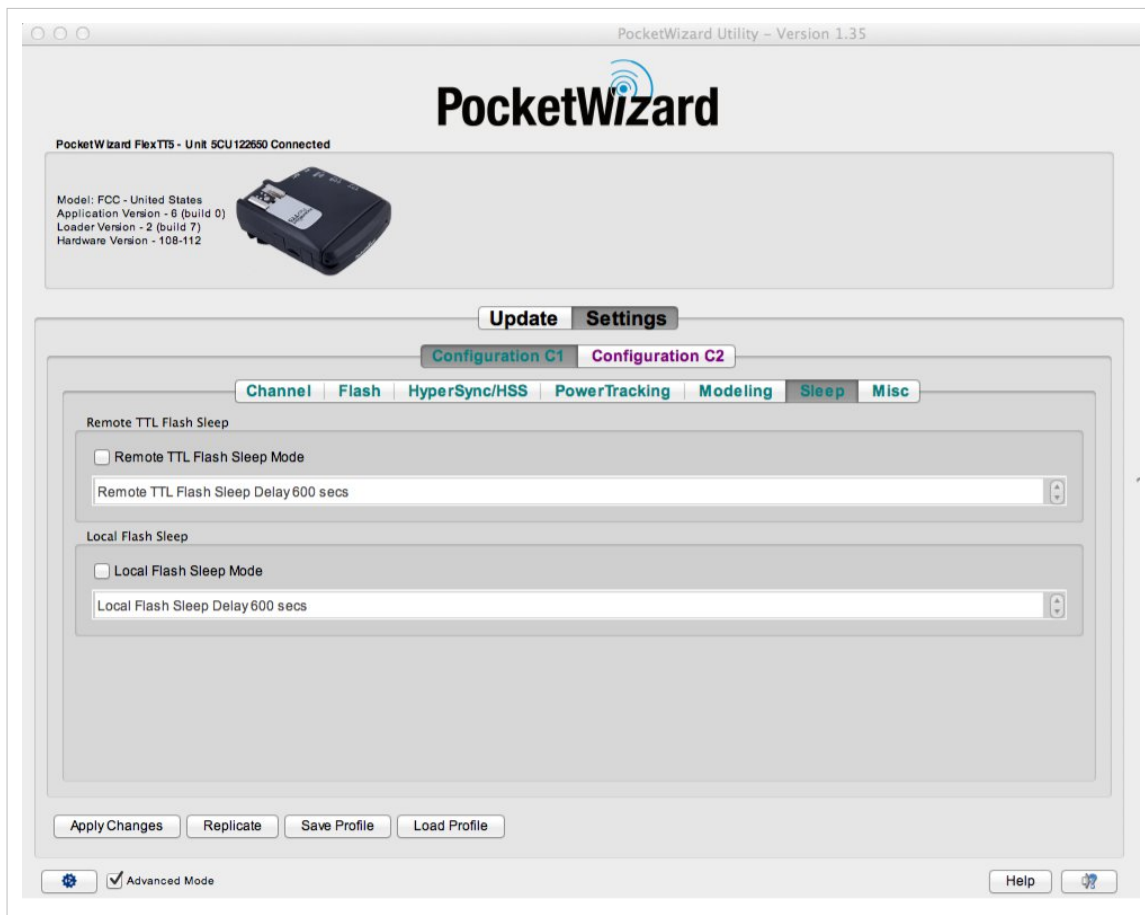 PocketWizard Utility – Version 1.35
PocketWizard
PocketWizard FlexTT5 - Unit 5CU122650 Connected
Model: FCC - United States
Application Version - 6 (build 0)
Loader Version - 2 (build 7)
Hardware Version - 108-112
Update Settings
Configuration C1 Configuration C2
Channel Flash HyperSync/HSS PowerTracking Modeling Sleep Misc
Remote TTL Flash Sleep
Remote TTL Flash Sleep Mode
Remote TTL Flash Sleep Delay 600 secs
Local Flash Sleep
Local Flash Sleep Mode
Local Flash Sleep Delay 600 secs
Apply Changes Replicate Save Profile Load Profile
Advanced Mode Help